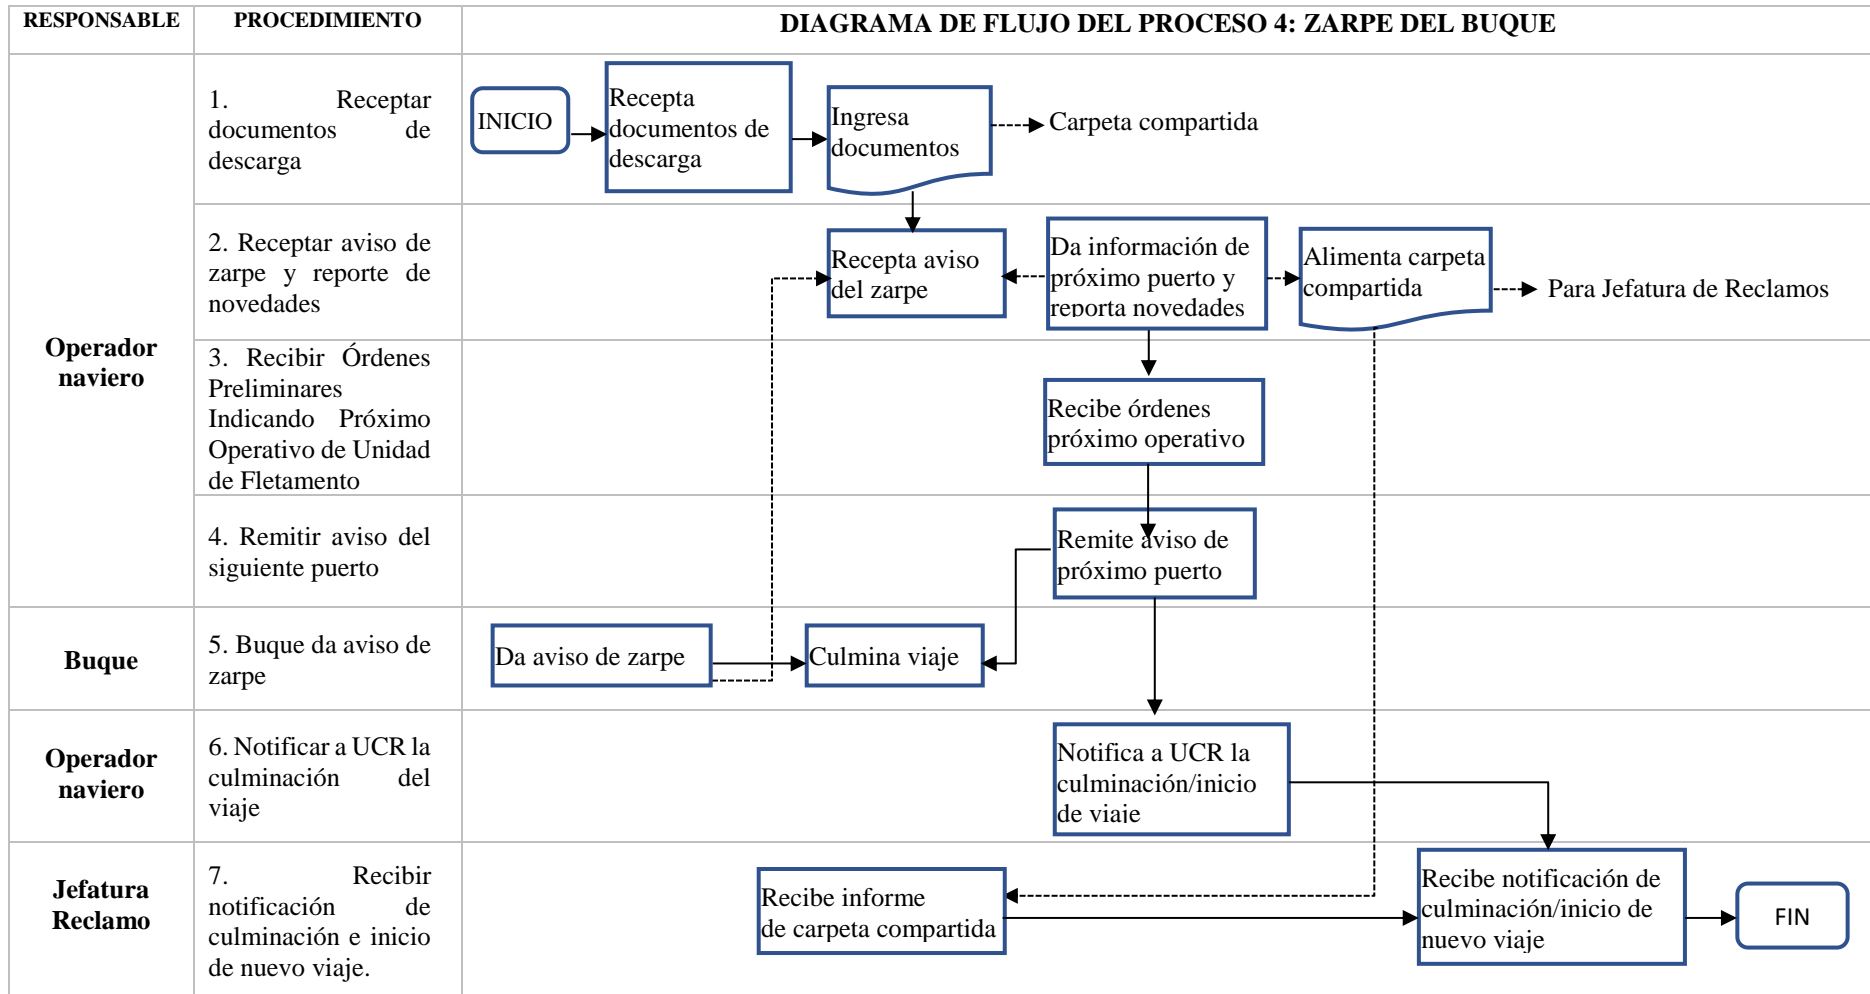 RESPONSABLE
PROCEDIMIENTO
DIAGRAMA DE FLUJO DEL PROCESO 4: ZARPE DEL BUQUE
Operador
naviero
1. Receptar
documentos de
descarga
INICIO
Recepta
documentos de
descarga
Ingresa
documentos
Carpeta compartida
2. Receptar aviso de
zarpe y reporte de
novedades
Recepta aviso
del zarpe
Da información de
próximo puerto y
reporta novedades
Alimenta carpeta
compartida
Para Jefatura de Reclamos
3. Recibir Órdenes
Preliminares
Indicando Próximo
Operativo de Unidad
de Fletamento
Recibe órdenes
próximo operativo
4. Remitir aviso del
siguiente puerto
Remite aviso de
próximo puerto
Buque
5. Buque da aviso de
zarpe
Da aviso de zarpe
Culmina viaje
Operador
naviero
6. Notificar a UCR la
culminación del
viaje
Notifica a UCR la
culminación/inicio
de viaje
Jefatura
Reclamo
7. Recibir
notificación de
culminación e inicio
de nuevo viaje.
Recibe informe
de carpeta compartida
Recibe notificación de
culminación/inicio de
nuevo viaje
FIN